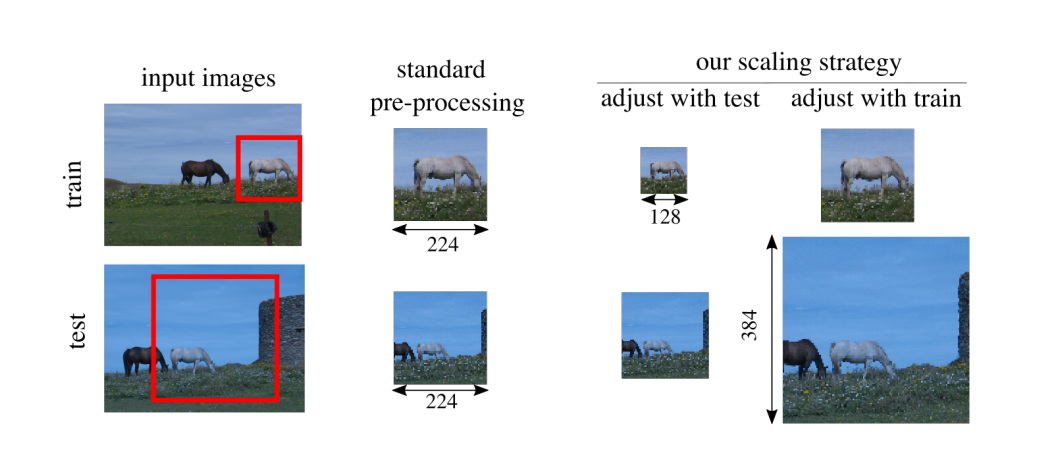 input images
standard
pre-processing
our scaling strategy
adjust with test
adjust with train
train
224
128
test
224
384